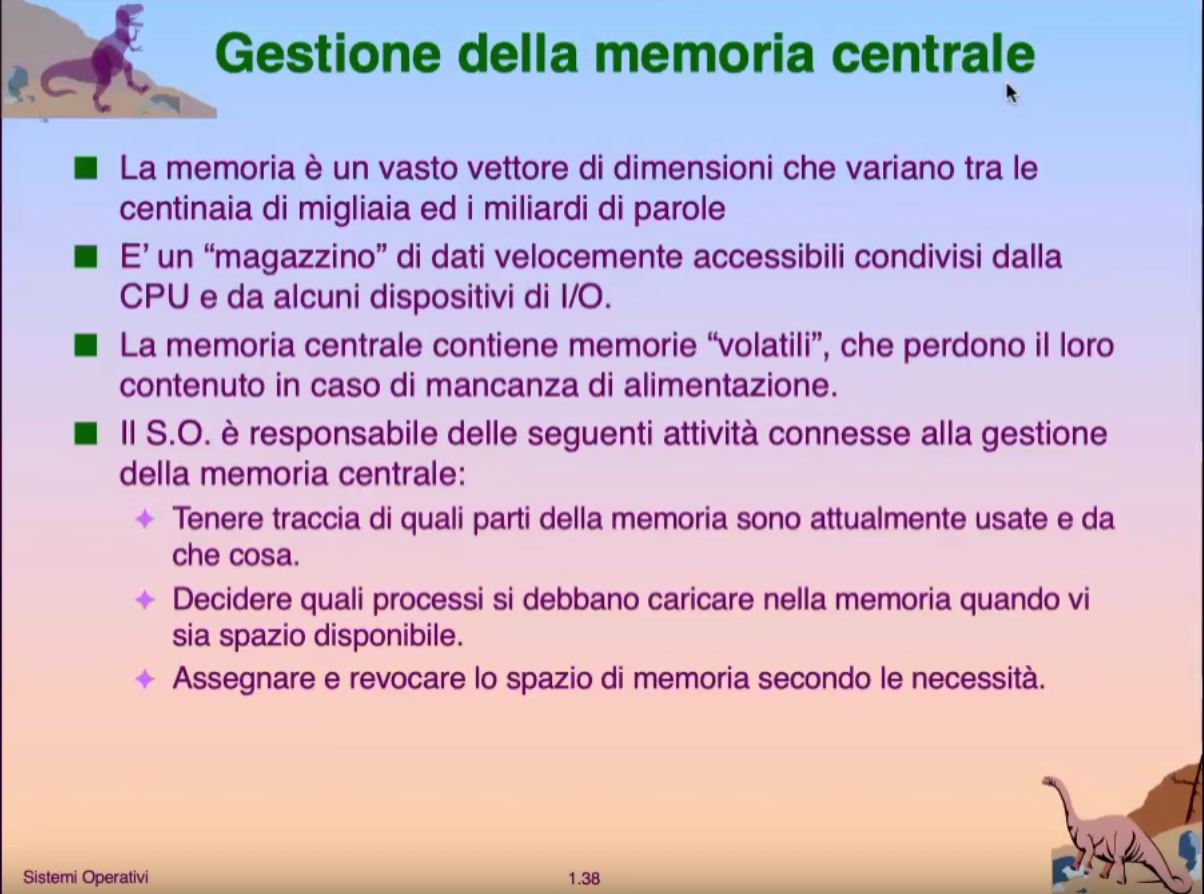 Gestione della memoria centrale
La memoria è un vasto vettore di dimensioni che variano tra le
centinaia di migliaia ed i miliardi di parole
E’ un “magazzino” di dati velocemente accessibili condivisi dalla
CPU e da alcuni dispositivi di I/O.
La memoria centrale contiene memorie “volatili”, che perdono il loro
contenuto in caso di mancanza di alimentazione.
Il S.O. è responsabile delle seguenti attività connesse alla gestione
della memoria centrale:
Tenere traccia di quali parti della memoria sono attualmente usate e da
che cosa.
Decidere quali processi si debbano caricare nella memoria quando vi
sia spazio disponibile.
Assegnare e revocare lo spazio di memoria secondo le necessità.
Sistemi Operativi
1.38